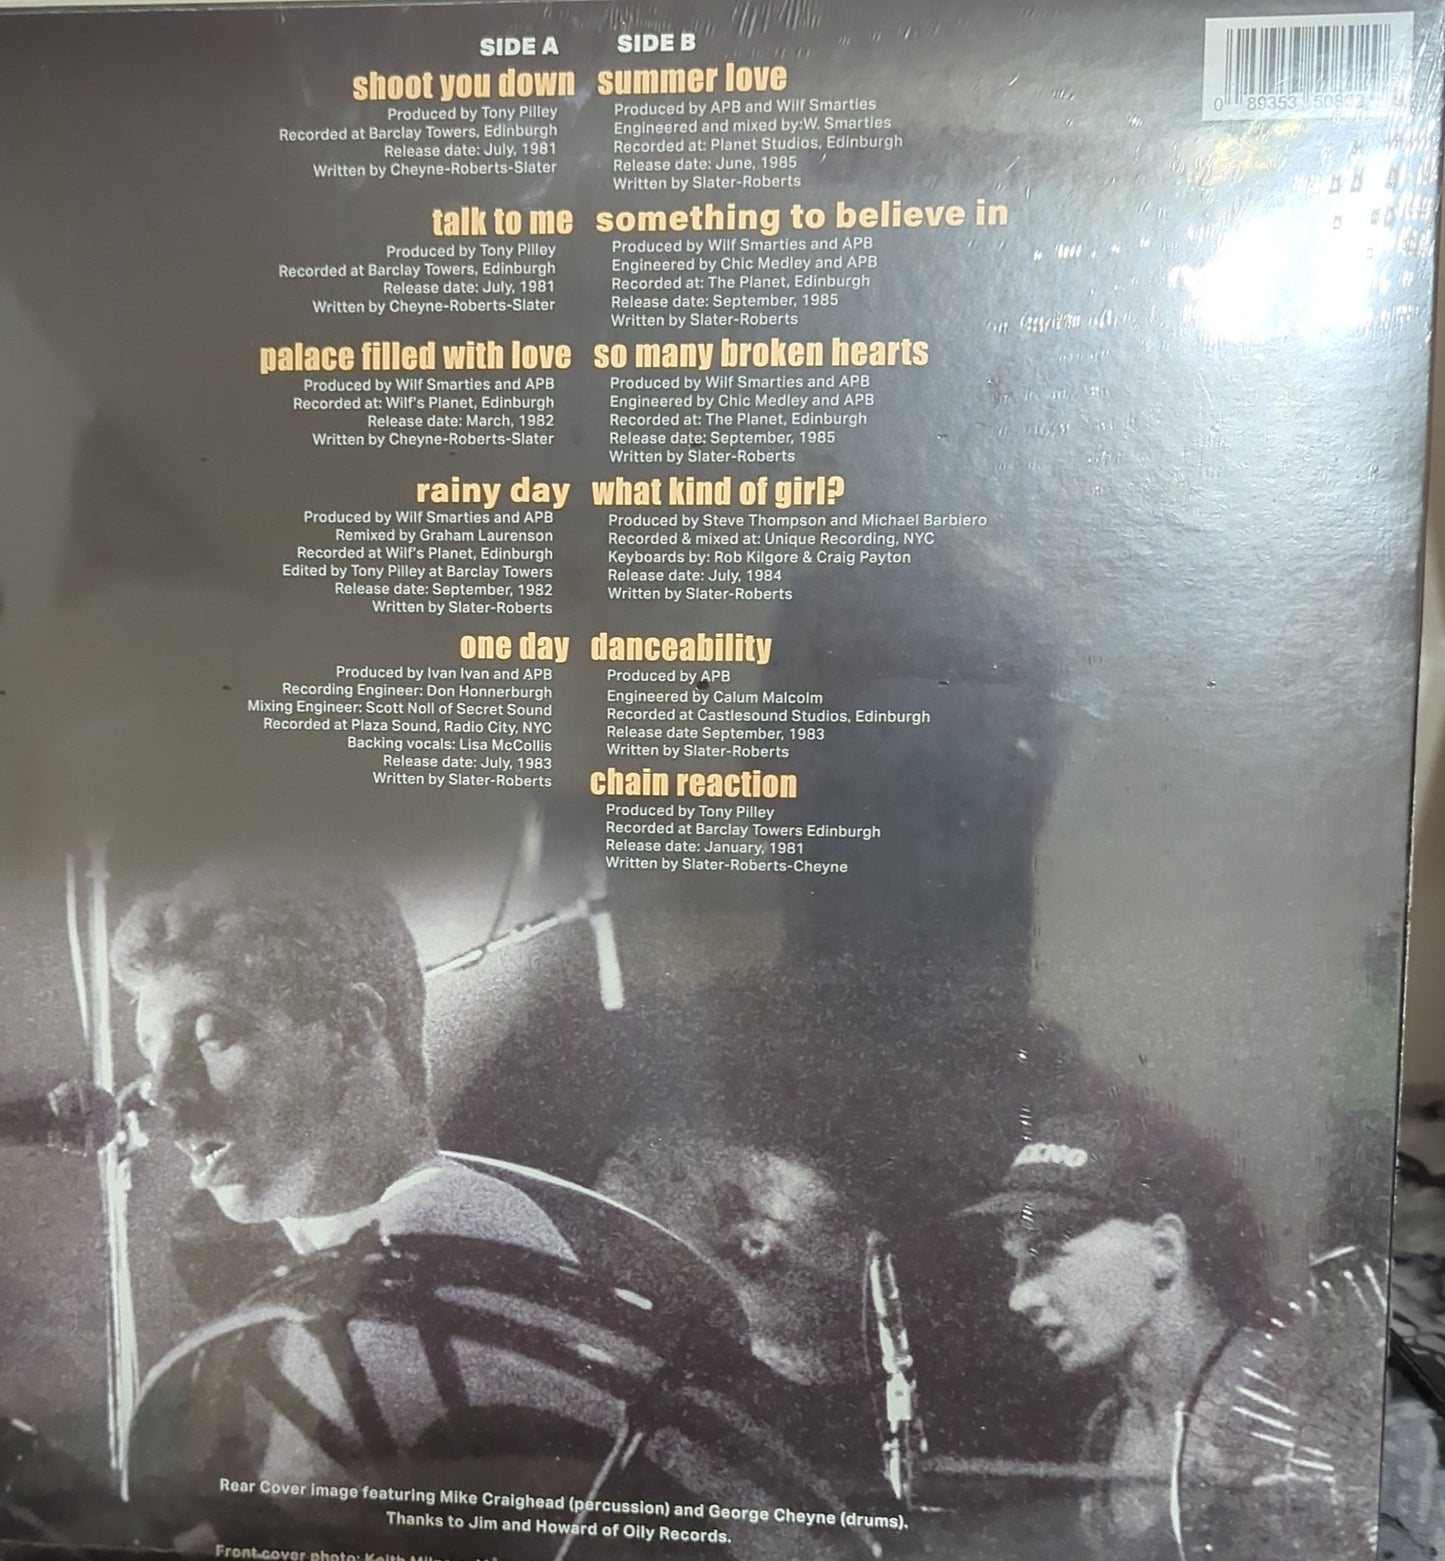 SIDE A
shoot you down
Produced by Tony Pilley
Recorded at Barclay Towers, Edinburgh
Release date: July, 1981
Written by Cheyne-Roberts-Slater
talk to me
Produced by Tony Pilley
Recorded at Barclay Towers, Edinburgh
Release date: July, 1981
Written by Cheyne-Roberts-Slater
palace filled with love
Produced by Wilf Smarties and APB
Recorded at: Wilf's Planet, Edinburgh
Release date: March, 1982
Written by Cheyne-Roberts-Slater
rainy day
Produced by Wilf Smarties and APB
Remixed by Graham Laurenson
Recorded at Wilf's Planet, Edinburgh
Edited by Tony Pilley at Barclay Towers
Release date: September, 1982
Written by Slater-Roberts
one day
Produced by Ivan Ivan and APB
Recording Engineer: Don Honnerburgh
Mixing Engineer: Scott Noll of Secret Sound
Recorded at Plaza Sound, Radio City, NYC
Backing vocals: Lisa McCollis
Release date: July, 1983
Written by Slater-Roberts
SIDE B
summer love
Produced by APB and Wilf Smarties
Engineered and mixed by:W. Smarties
Recorded at: Planet Studios, Edinburgh
Release date: June, 1985
Written by Slater-Roberts
something to believe in
Produced by Wilf Smarties and APB
Engineered by Chic Medley and APB
Recorded at: The Planet, Edinburgh
Release date: September, 1985
Written by Slater-Roberts
so many broken hearts
Produced by Wilf Smarties and APB
Engineered by Chic Medley and APB
Recorded at: The Planet, Edinburgh
Release date: September, 1985
Written by Slater-Roberts
what kind of girl?
Produced by Steve Thompson and Michael Barbiero
Recorded & mixed at: Unique Recording, NYC
Keyboards by: Rob Kilgore & Craig Payton
Release date: July, 1984
Written by Slater-Roberts
danceability
Produced by APB
Engineered by Calum Malcolm
Recorded at Castlesound Studios, Edinburgh
Release date September, 1983
Written by Slater-Roberts
chain reaction
Produced by Tony Pilley
Recorded at Barclay Towers Edinburgh
Release date: January, 1981
Written by Slater-Roberts-Cheyne
0 89353
Rear Cover image featuring Mike Craighead (percussion) and George Cheyne (drums).
Thanks to Jim and Howard of Oily Records.
Front cover photo: Keith